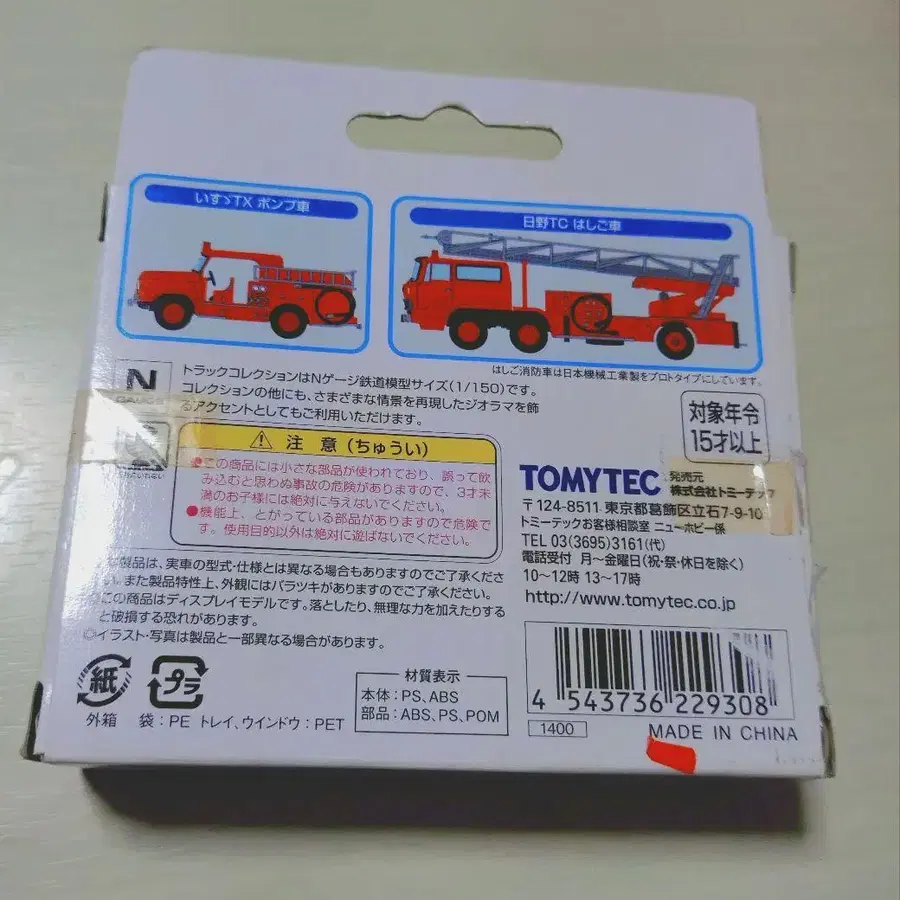 いすゞTX ポンプ車
日野TC はしご車
はしご消防車は日本機械工業製をプロトタイプにしています。
N
トラックコレクションはNゲージ鉄道模型サイズ(1/150)です。
コレクションの他にも、さまざまな情景を再現したジオラマを飾
るアクセントとしてもご利用いただけます。
対象年令
15才以上
⚠ 注 意 (ちゅうい)
●この商品には小さな部品が使われており、誤って飲
み込むと思わぬ事故の危険がありますので、3才未
満のお子様には絶対に与えないでください。
●機能上、とがっている部品がありますので危険で
す。使用目的以外は絶対に遊ばないでください。
TOMYTEC 発売元
株式会社トミーテック
〒124-8511 東京都葛飾区立石7-9-10
トミーテックお客様相談室 ニューホビー係
TEL 03(3695)3161(代)
電話受付 月〜金曜日(祝・祭・休日を除く)
10〜12時 13〜17時
http://www.tomytec.co.jp
製品は、実車の型式・仕様とは異なる場合もありますのでご了承くださ
い。また製品特性上、外観にはバラツキがありますのでご了承ください。
この商品はディスプレイモデルです。落としたり、無理な力を加えたりする
と破損する恐れがあります。
◎イラスト・写真は製品と一部異なる場合があります。
紙
プラ
外箱 袋:PE トレイ、ウインドウ:PET
材質表示
本体:PS、ABS
部品:ABS、PS、POM
4 543736 229308
1400
MADE IN CHINA